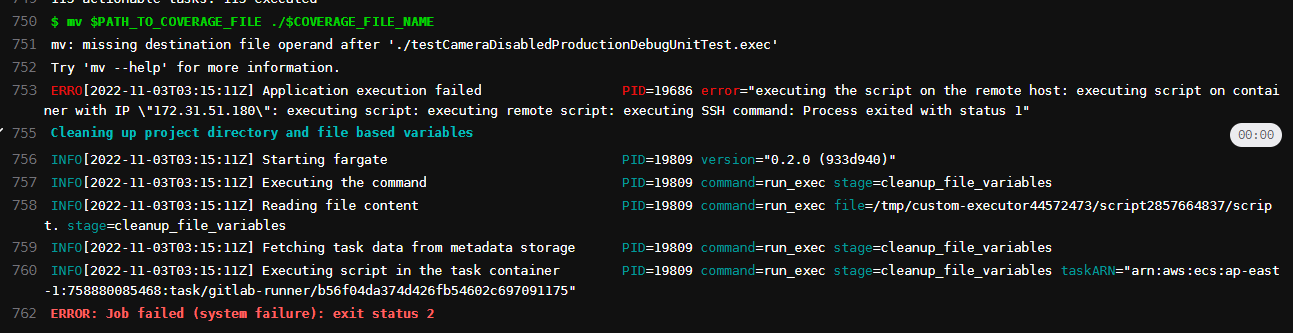 115 actionable tasks: 115 executed
750 $ mv $PATH_TO_COVERAGE_FILE ./$COVERAGE_FILE_NAME
751 mv: missing destination file operand after './testCameraDisabledProductionDebugUnitTest.exec'
752 Try 'mv --help' for more information.
753 ERRO[2022-11-03T03:15:11Z] Application execution failed PID=19686 error="executing the script on the remote host: executing script on contai
ner with IP \"172.31.51.180\": executing script: executing remote script: executing SSH command: Process exited with status 1"
755 Cleaning up project directory and file based variables 00:00
756 INFO[2022-11-03T03:15:11Z] Starting fargate PID=19809 version="0.2.0 (933d940)"
757 INFO[2022-11-03T03:15:11Z] Executing the command PID=19809 command=run_exec stage=cleanup_file_variables
758 INFO[2022-11-03T03:15:11Z] Reading file content PID=19809 command=run_exec file=/tmp/custom-executor44572473/script2857664837/scrip
t. stage=cleanup_file_variables
759 INFO[2022-11-03T03:15:11Z] Fetching task data from metadata storage PID=19809 command=run_exec stage=cleanup_file_variables
760 INFO[2022-11-03T03:15:11Z] Executing script in the task container PID=19809 command=run_exec stage=cleanup_file_variables taskARN="arn:aws:ecs:ap-east
-1:758880085468:task/gitlab-runner/b56f04da374d426fb54602c697091175"
762 ERROR: Job failed (system failure): exit status 2